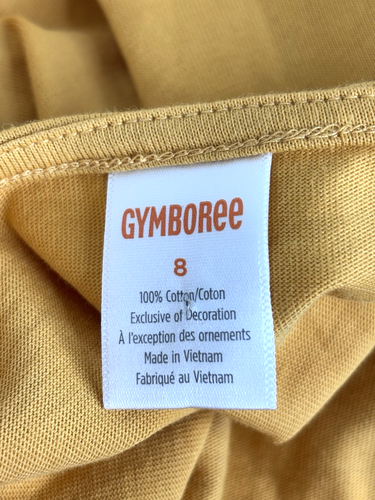 GYMBOREE
8
100% Cotton/Coton
Exclusive of Decoration
À l'exception des ornements
Made in Vietnam
Fabriqué au Vietnam